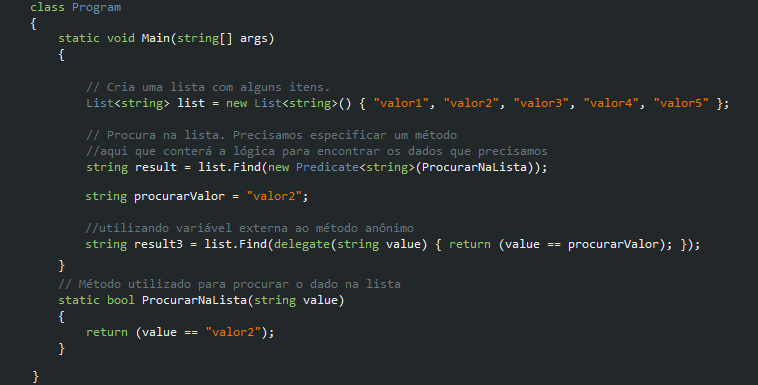 class Program
{
static void Main(string[] args)
{
// Cria uma lista com alguns itens.
List<string> list = new List<string>() { "valor1", "valor2", "valor3", "valor4", "valor5" };
// Procura na lista. Precisamos especificar um método
//aqui que conterá a lógica para encontrar os dados que precisamos
string result = list.Find(new Predicate<string>(ProcurarNaLista));
string procurarValor = "valor2";
//utilizando variável externa ao método anônimo
string result3 = list.Find(delegate(string value) { return (value == procurarValor); });
}
// Método utilizado para procurar o dado na lista
static bool ProcurarNaLista(string value)
{
return (value == "valor2");
}
}